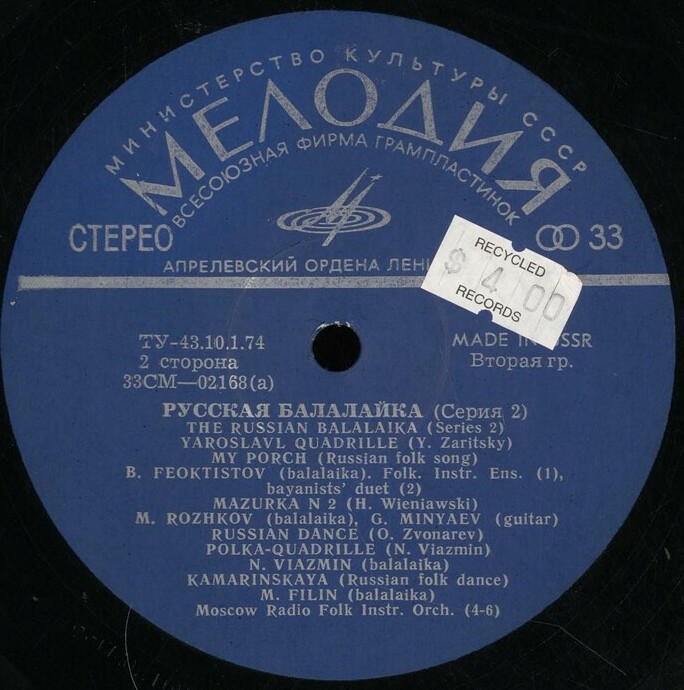 МИНИСТЕРСТВО КУЛЬТУРЫ СССР
МЕЛОДИЯ
ВСЕСОЮЗНАЯ ФИРМА ГРАМПЛАСТИНОК
СТЕРЕО
33
АПРЕЛЕВСКИЙ ОРДЕНА
RECYCLED
$ 4.00
RECORDS
ТУ-43.10.1.74
MADE IN USSR
2 сторона
Вторая гр.
33СМ—02168(а)
РУССКАЯ БАЛАЛАЙКА (Серия 2)
THE RUSSIAN BALALAIKA (Series 2)
YAROSLAVL QUADRILLE (Y. Zaritsky)
MY PORCH (Russian folk song)
B. FEOKTISTOV (balalaika). Folk. Instr. Ens. (1),
bayanists' duet (2)
MAZURKA N 2 (H. Wieniawski)
M. ROZHKOV (balalaika), G. MINYAEV (guitar)
RUSSIAN DANCE (O. Zvonarev)
POLKA-QUADRILLE (N. Viazmin)
N. VIAZMIN (balalaika)
KAMARINSKAYA (Russian folk dance)
M. FILIN (balalaika)
Moscow Radio Folk Instr. Orch. (4-6)